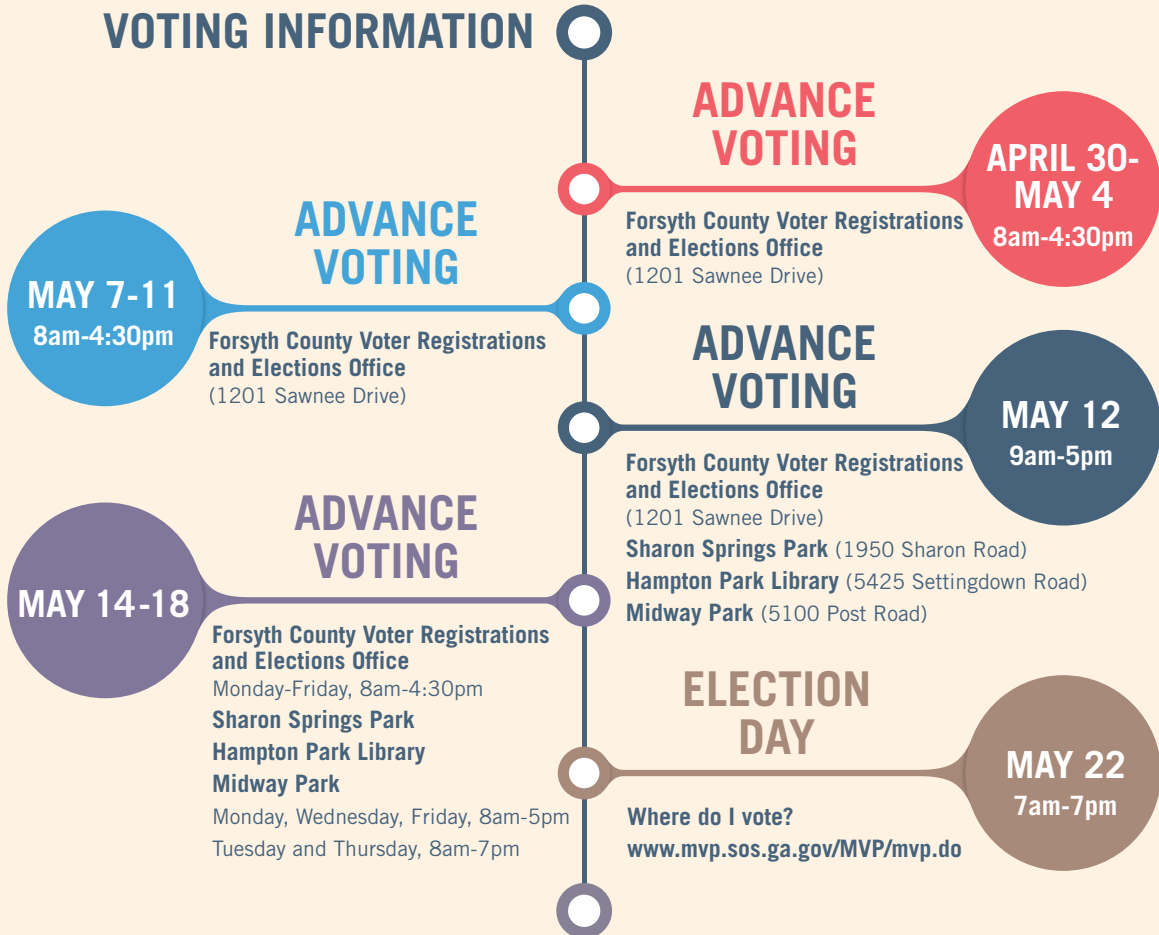 VOTING INFORMATION
ADVANCE
VOTING
APRIL 30-
MAY 4
8am-4:30pm
Forsyth County Voter Registrations
and Elections Office
(1201 Sawnee Drive)
ADVANCE
VOTING
MAY 7-11
8am-4:30pm
Forsyth County Voter Registrations
and Elections Office
(1201 Sawnee Drive)
ADVANCE
VOTING
MAY 12
9am-5pm
Forsyth County Voter Registrations
and Elections Office
(1201 Sawnee Drive)
Sharon Springs Park (1950 Sharon Road)
Hampton Park Library (5425 Settingdown Road)
Midway Park (5100 Post Road)
ADVANCE
VOTING
MAY 14-18
Forsyth County Voter Registrations
and Elections Office
Monday-Friday, 8am-4:30pm
Sharon Springs Park
Hampton Park Library
Midway Park
Monday, Wednesday, Friday, 8am-5pm
Tuesday and Thursday, 8am-7pm
ELECTION
DAY
MAY 22
7am-7pm
Where do I vote?
www.mvp.sos.ga.gov/MVP/mvp.do